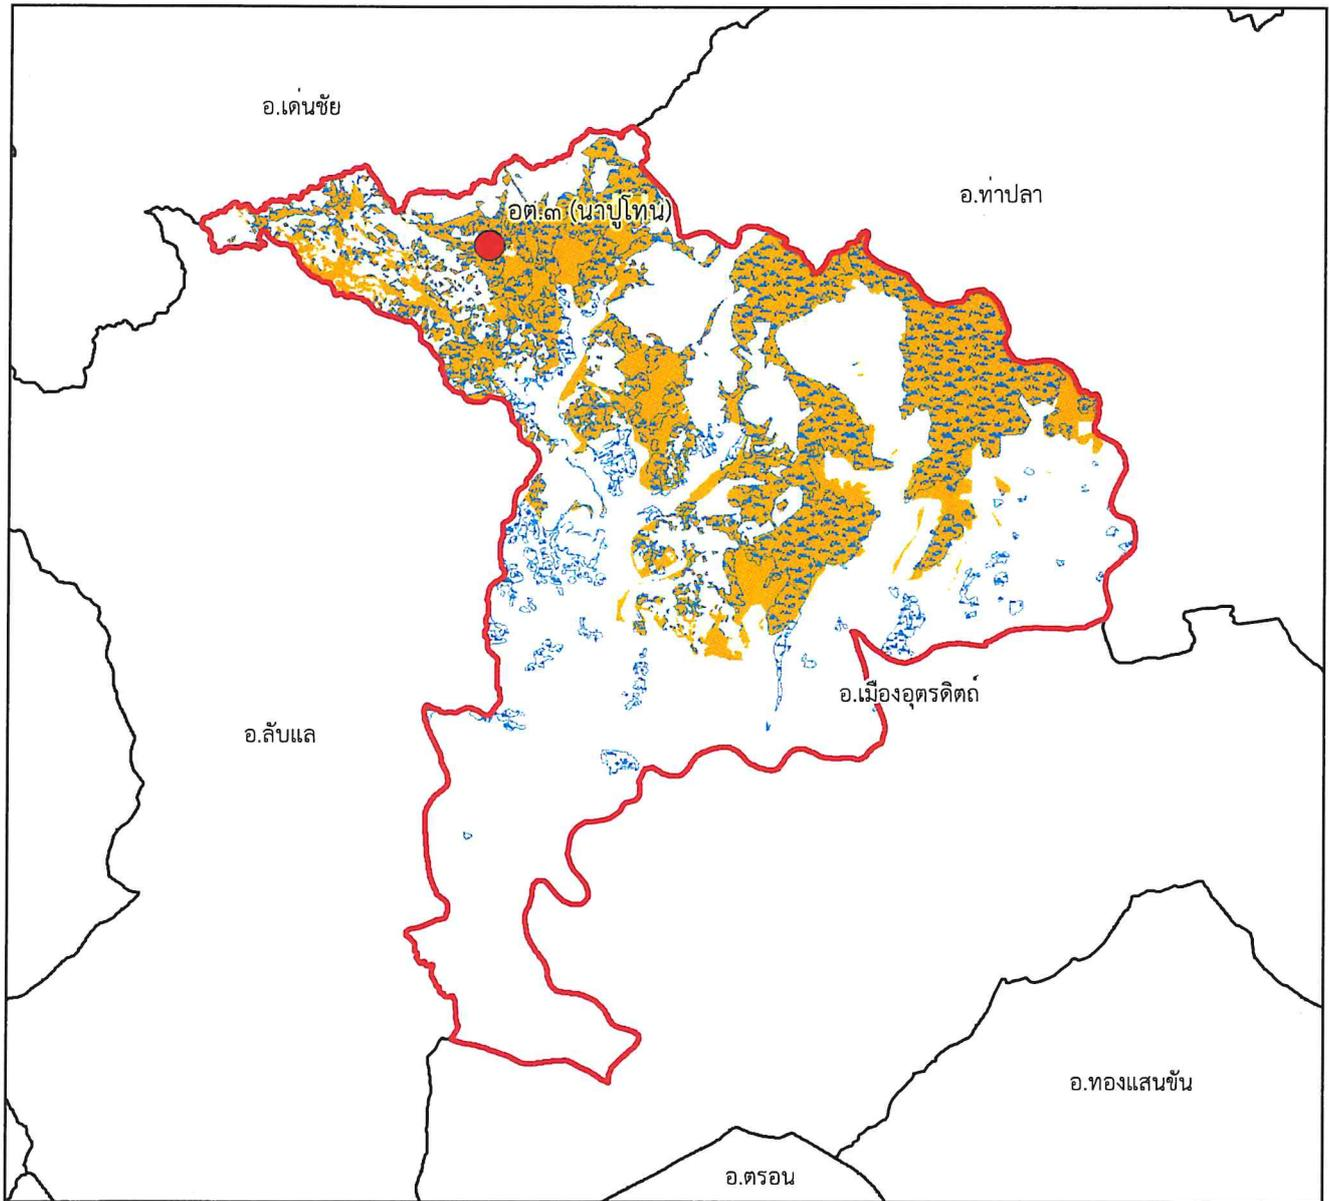 อ.เด่นชัย
อ.ท่าปลา
อต.๓ (นาปู่โทน)
อ.เมืองอุตรดิตถ์
อ.ลับแล
อ.ทองแสนขัน
อ.ตรอน